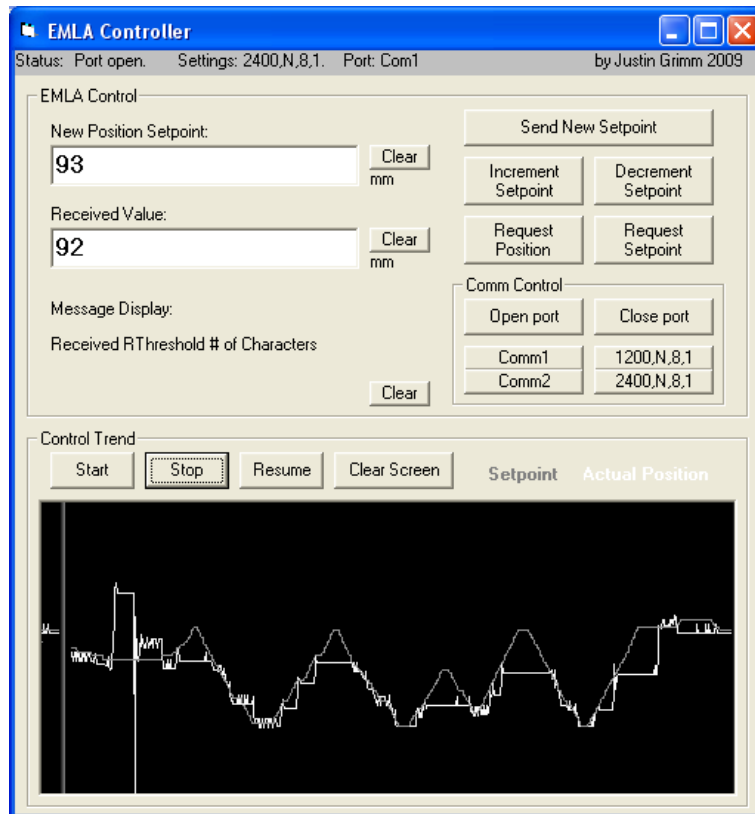 EMLA Controller
Status: Port open. Settings: 2400,N,8,1. Port: Com1 by Justin Grimm 2009
EMLA Control
New Position Setpoint:
93
Clear
mm
Received Value:
92
Clear
mm
Message Display:
Received RThreshold # of Characters
Clear
Send New Setpoint
Increment
Setpoint
Decrement
Setpoint
Request
Position
Request
Setpoint
Comm Control
Open port
Close port
Comm1
1200,N,8,1
Comm2
2400,N,8,1
Control Trend
Start
Stop
Resume
Clear Screen
Setpoint
Actual Position